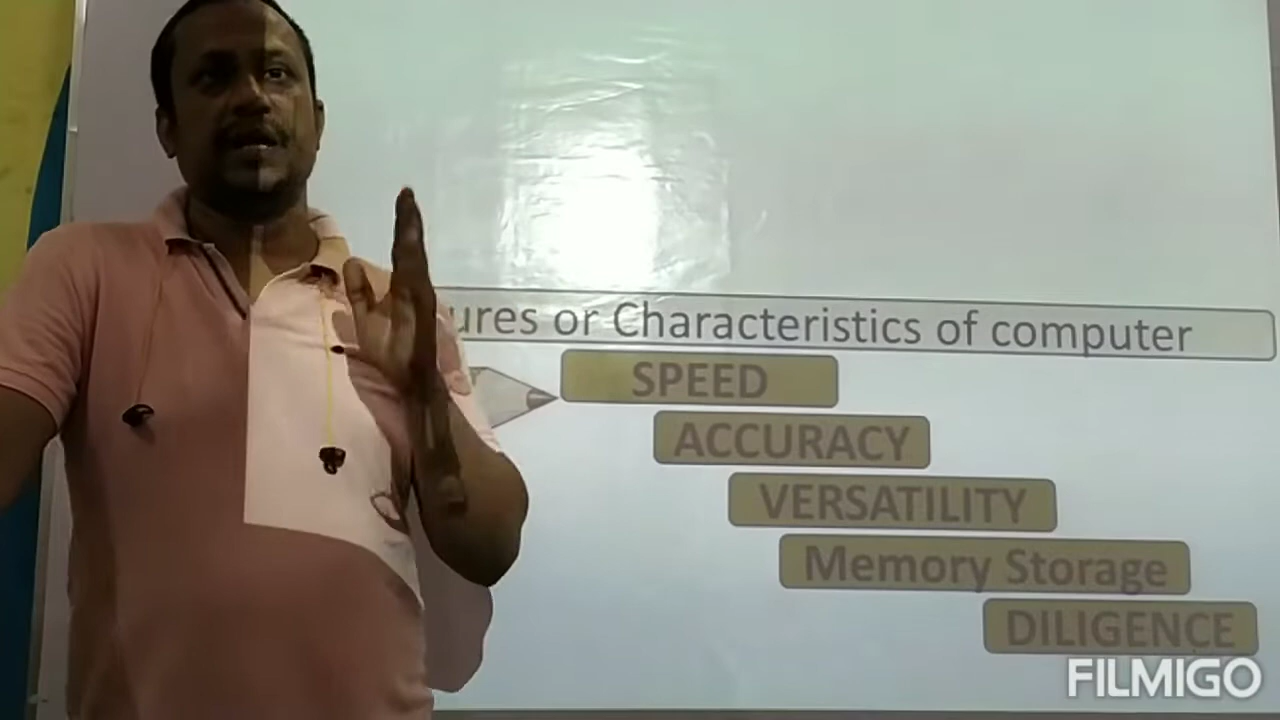 ures or Characteristics of computer
SPEED
ACCURACY
VERSATILITY
Memory Storage
DILIGENCE
FILMIGO